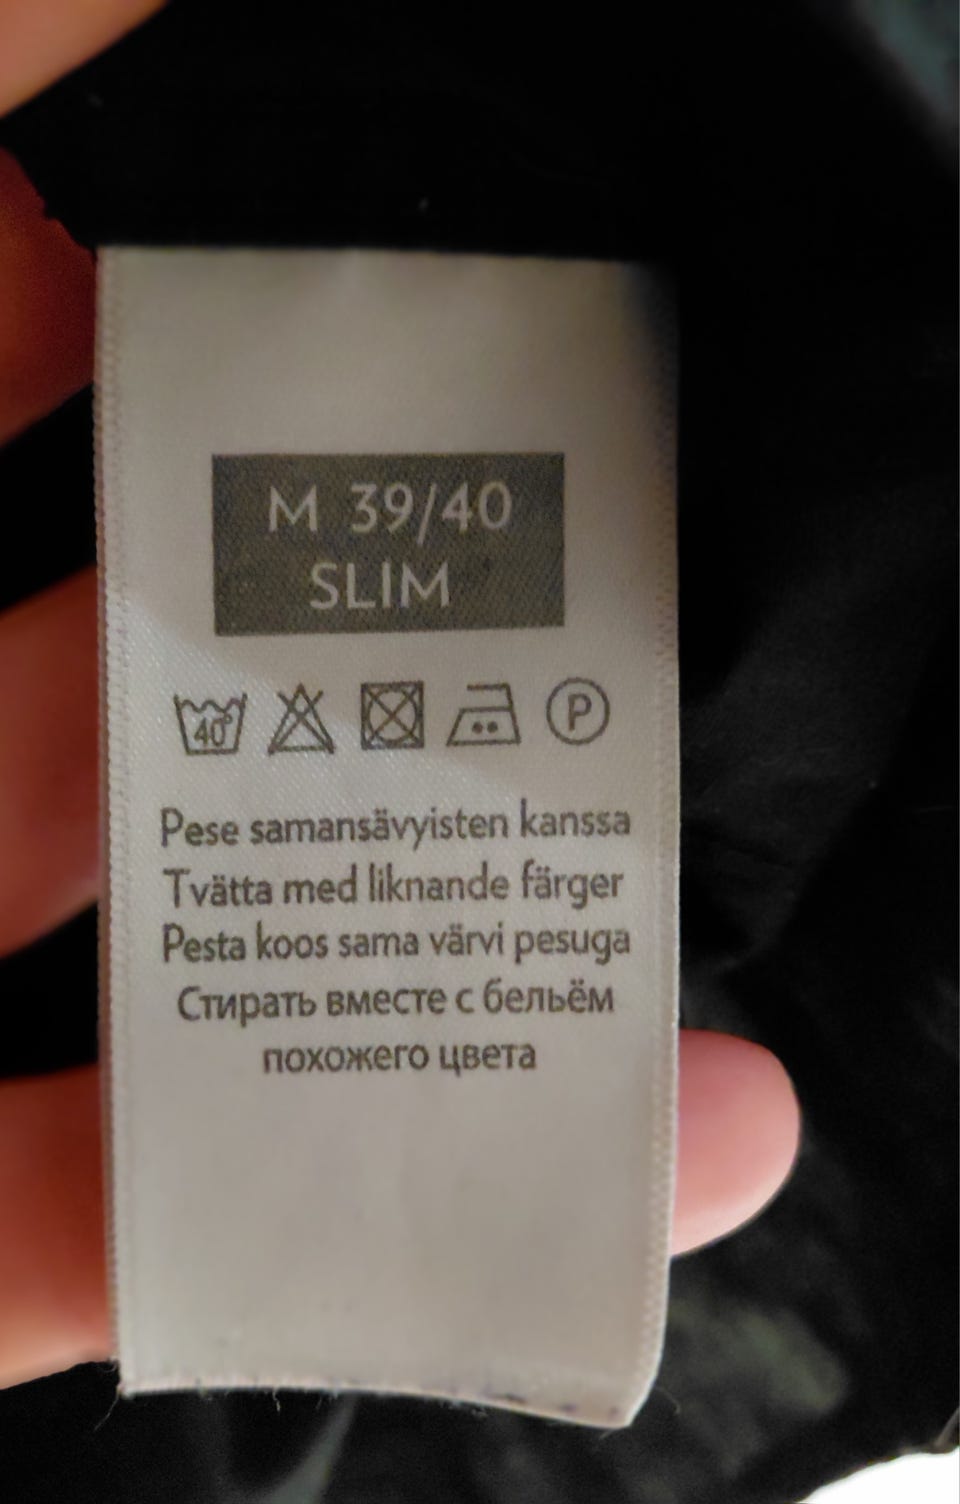 M 39/40
SLIM
40° P
Pese samansävyisten kanssa
Tvätta med liknande färger
Pesta koos sama värvi pesuga
Стирать вместе с бельём
похожего цвета